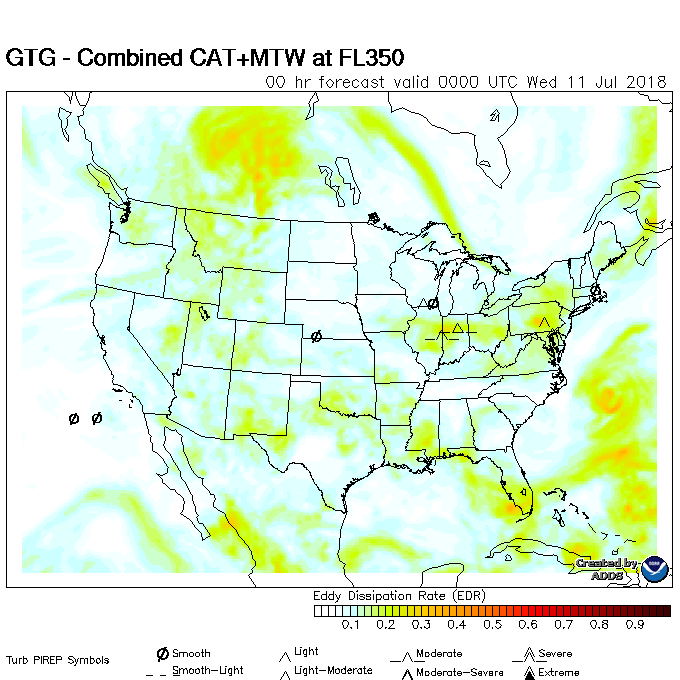 GTG - Combined CAT+MTW at FL350
00 hr forecast valid 0000 UTC Wed 11 Jul 2018
Created by
ADDS
Eddy Dissipation Rate (EDR)
0.1 0.2 0.3 0.4 0.5 0.6 0.7 0.8 0.9
Turb PIREP Symbols
Smooth Light Moderate Severe
Smooth-Light Light-Moderate Moderate-Severe Extreme